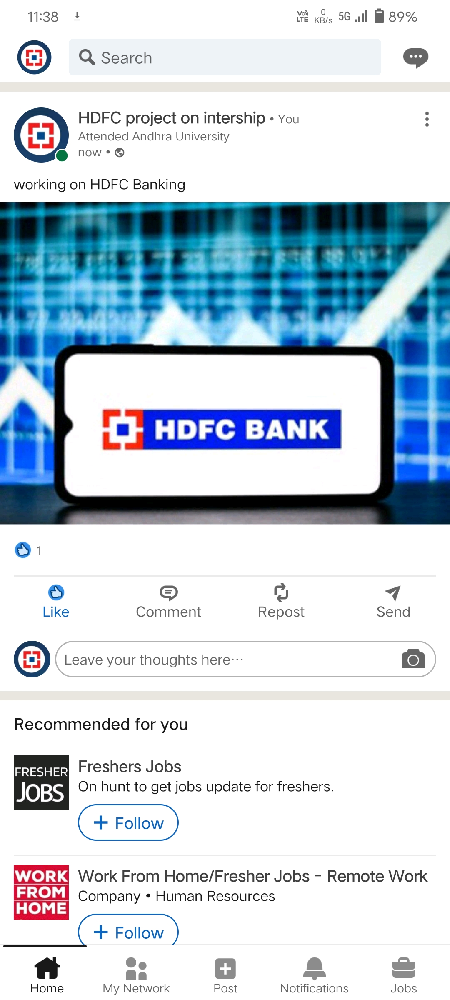 11:38
Vo) LTE 0 KB/s 5G 89%
Search
HDFC project on intership • You
Attended Andhra University
now •
working on HDFC Banking
HDFC BANK
1
Like Comment Repost Send
Leave your thoughts here···
Recommended for you
FRESHER
JOBS
Freshers Jobs
On hunt to get jobs update for freshers.
+ Follow
WORK
FROM
HOME
Work From Home/Fresher Jobs - Remote Work
Company • Human Resources
+ Follow
Home My Network Post Notifications Jobs